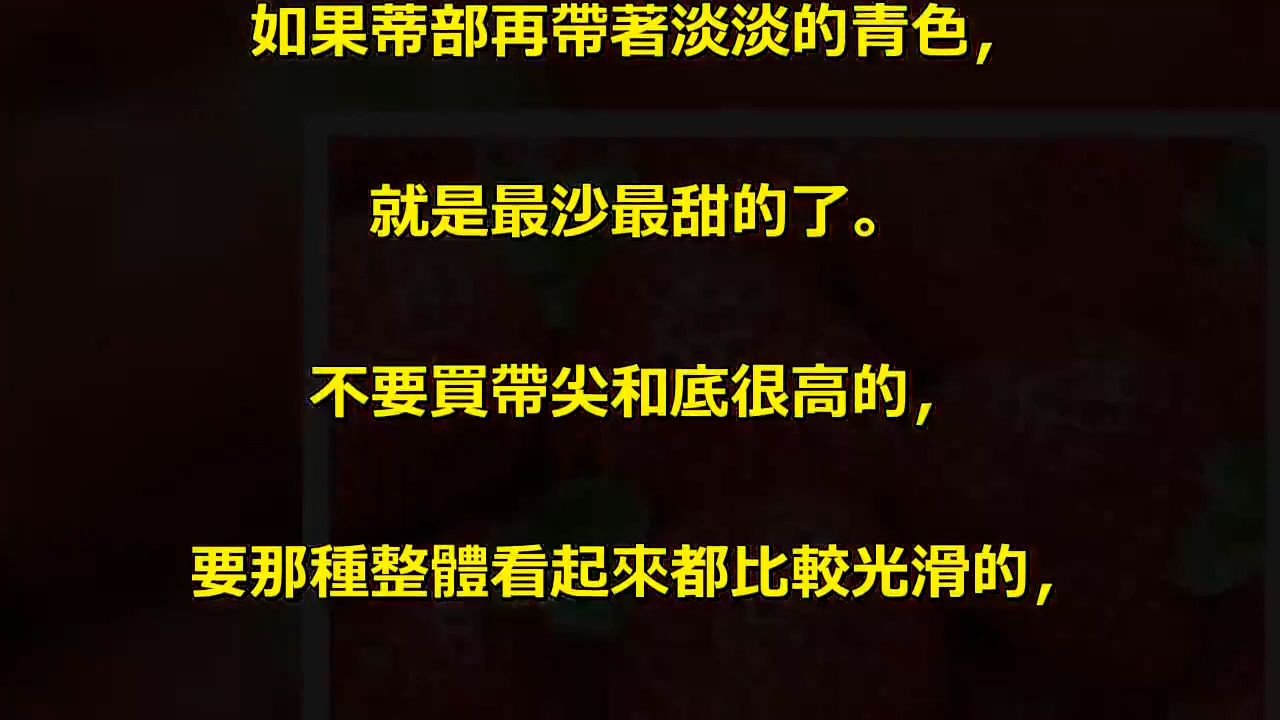 如果蒂部再帶著淡淡的青色，
就是最沙最甜的了。
不要買帶尖和底很高的，
要那種整體看起來都比較光滑的，